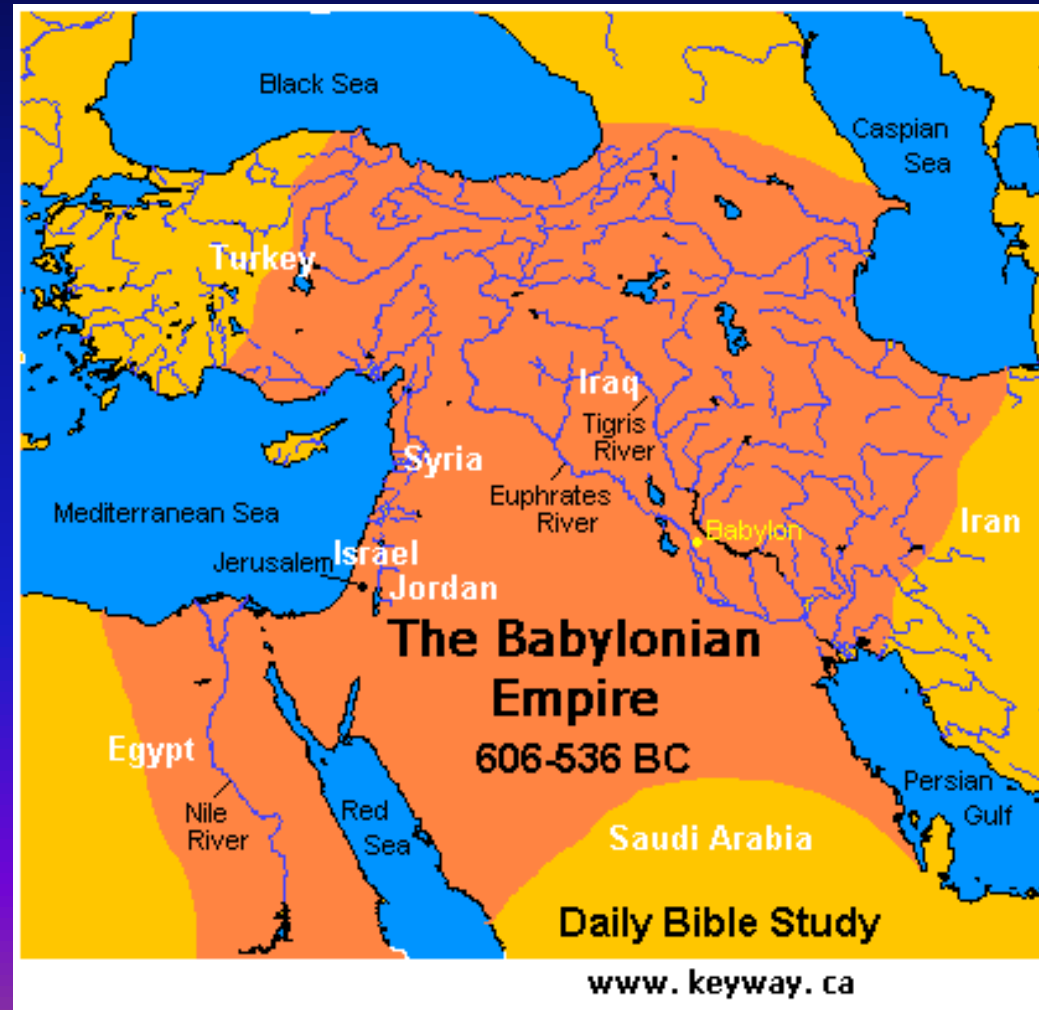 Black Sea
Caspian
Sea
Turkey
Iraq
Tigris
River
Syria
Euphrates
River
Mediterranean Sea
Babylon
Iran
Israel
Jerusalem
Jordan
The Babylonian
Empire
606-536 BC
Egypt
Nile
River
Red
Sea
Persian
Gulf
Saudi Arabia
Daily Bible Study
www.keyway.ca